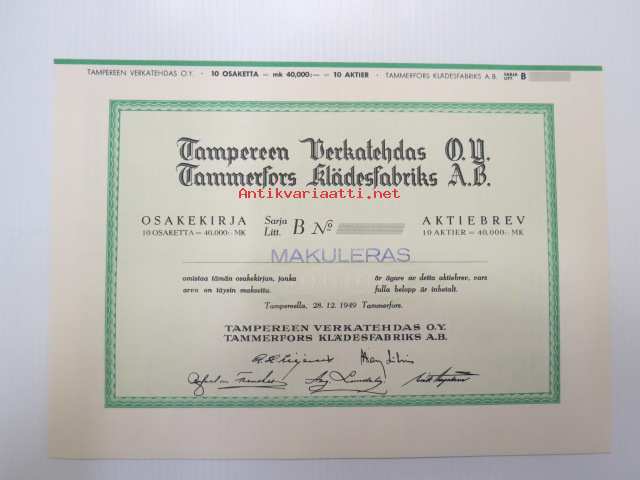 TAMPEREEN VERKATEHDAS O.Y. · 10 OSAKETTA — mk 40,000:— — 10 AKTIER · TAMMERFORS KLÄDESFABRIKS A.B. SARJA LITT. B
Tampereen Verkatehdas O.Y.
Tammerfors Klädesfabriks A.B.
Antikvariaatti.net
OSAKEKIRJA Sarja Litt. B No AKTIEBREV
10 OSAKETTA = 40,000:- MK 10 AKTIER = 40,000:- MK
MAKULERAS
omistaa tämän osakekirjan, jonka är ägare av detta aktiebrev, vars
arvo on täysin maksettu. fulla belopp är inbetalt.
Tampereella, 28.12.1949 Tammerfors.
TAMPEREEN VERKATEHDAS O.Y.
TAMMERFORS KLÄDESFABRIKS A.B.